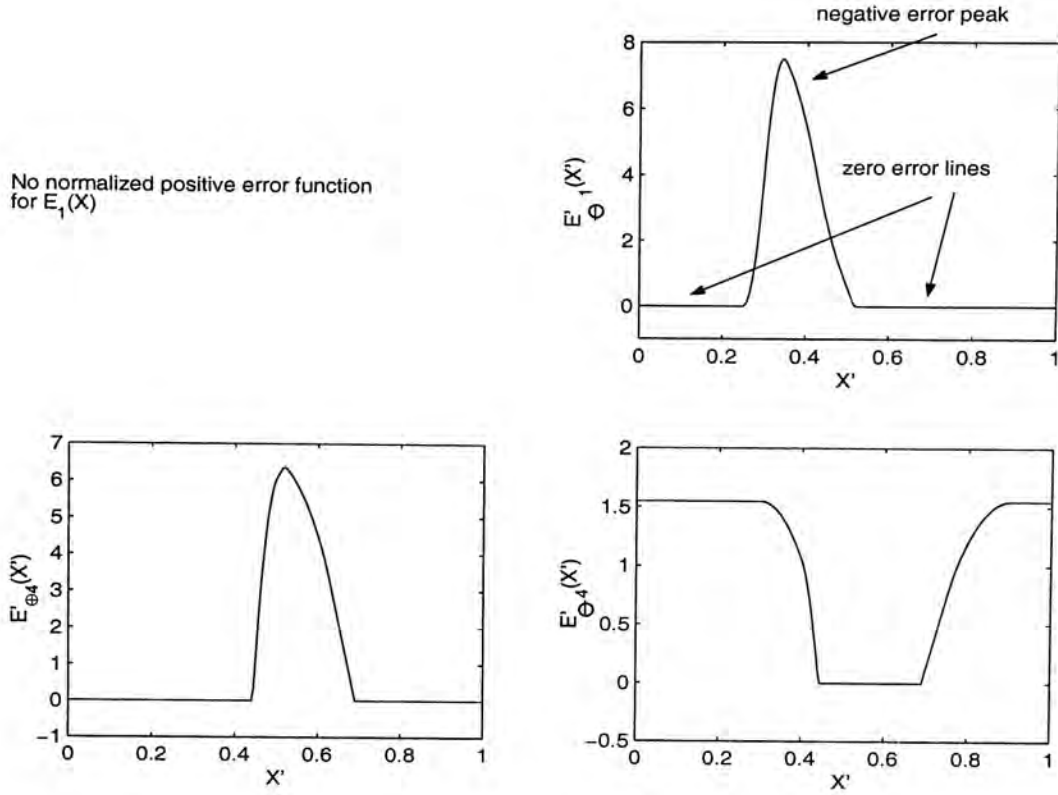 negative error peak
8
6
4
2
0
E'⊖1(X')
zero error lines
0 0.2 0.4 0.6 0.8 1
X'
No normalized positive error function
for E1(X)
7
6
5
4
3
2
1
0
−1
E'⊕4(X')
0 0.2 0.4 0.6 0.8 1
X'
2
1.5
1
0.5
0
−0.5
E'⊖4(X')
0 0.2 0.4 0.6 0.8 1
X'